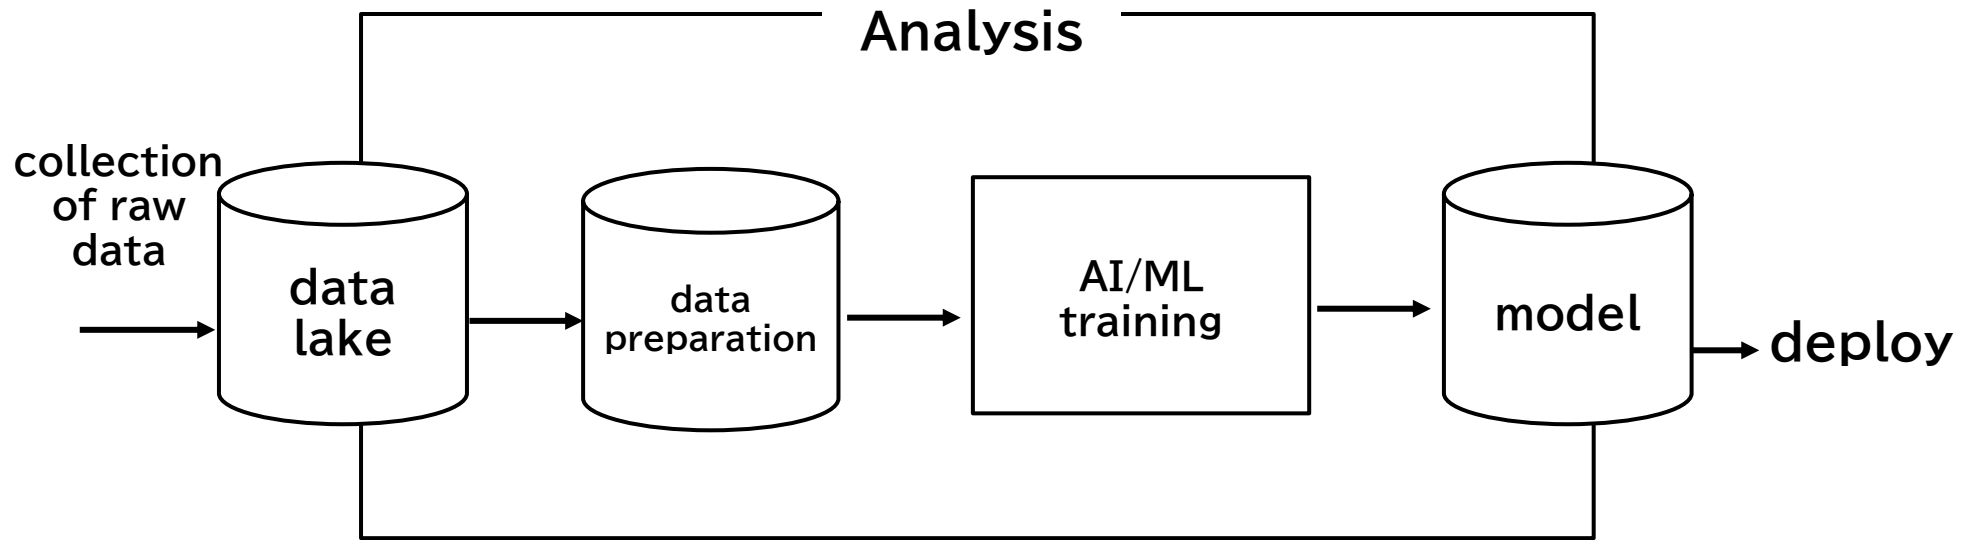 Analysis
collection
of raw
data
data
lake
data
preparation
AI/ML
training
model
deploy